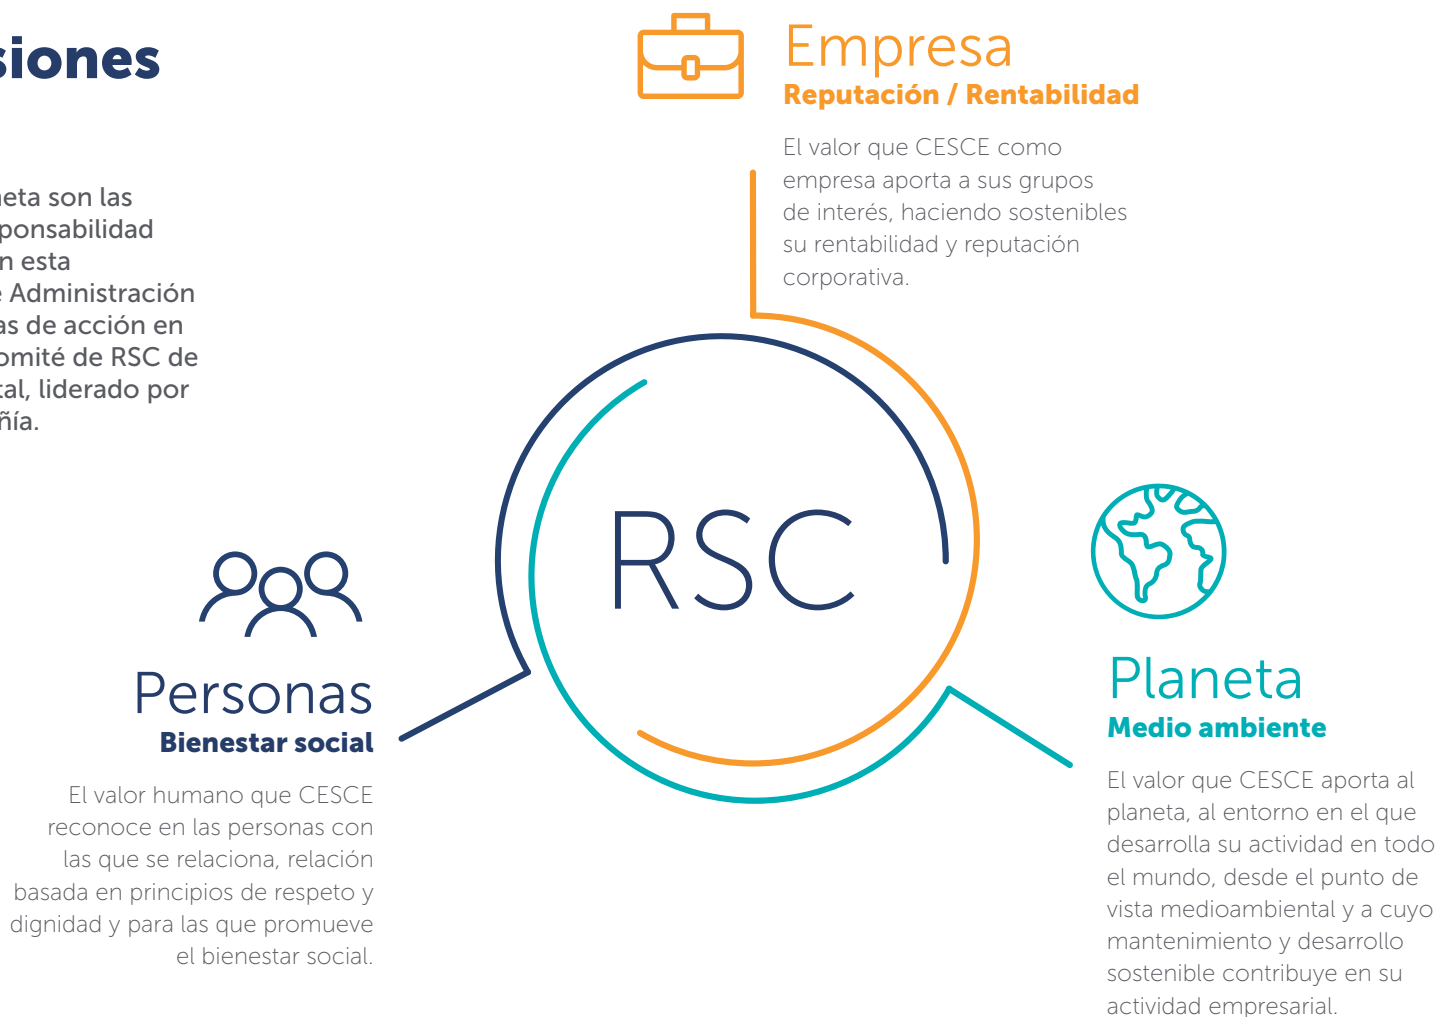 siones
neta son las
ponsabilidad
n esta
e Administración
as de acción en
omité de RSC de
tal, liderado por
ñía.
Empresa
Reputación / Rentabilidad
El valor que CESCE como
empresa aporta a sus grupos
de interés, haciendo sostenibles
su rentabilidad y reputación
corporativa.
RSC
Personas
Bienestar social
El valor humano que CESCE
reconoce en las personas con
las que se relaciona, relación
basada en principios de respeto y
dignidad y para las que promueve
el bienestar social.
Planeta
Medio ambiente
El valor que CESCE aporta al
planeta, al entorno en el que
desarrolla su actividad en todo
el mundo, desde el punto de
vista medioambiental y a cuyo
mantenimiento y desarrollo
sostenible contribuye en su
actividad empresarial.